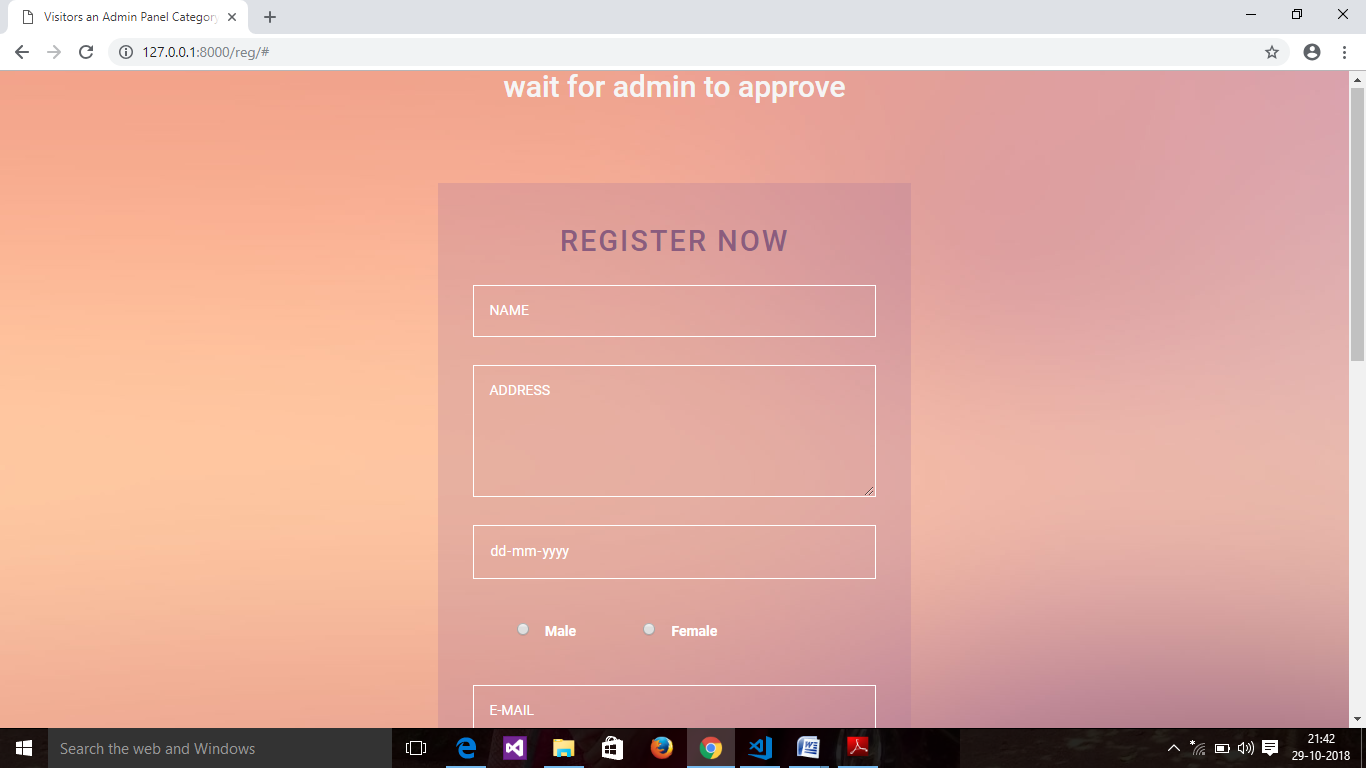 Visitors an Admin Panel Category
127.0.0.1:8000/reg/#
wait for admin to approve
REGISTER NOW
NAME
ADDRESS
dd-mm-yyyy
Male Female
E-MAIL
Search the web and Windows
21:42
29-10-2018